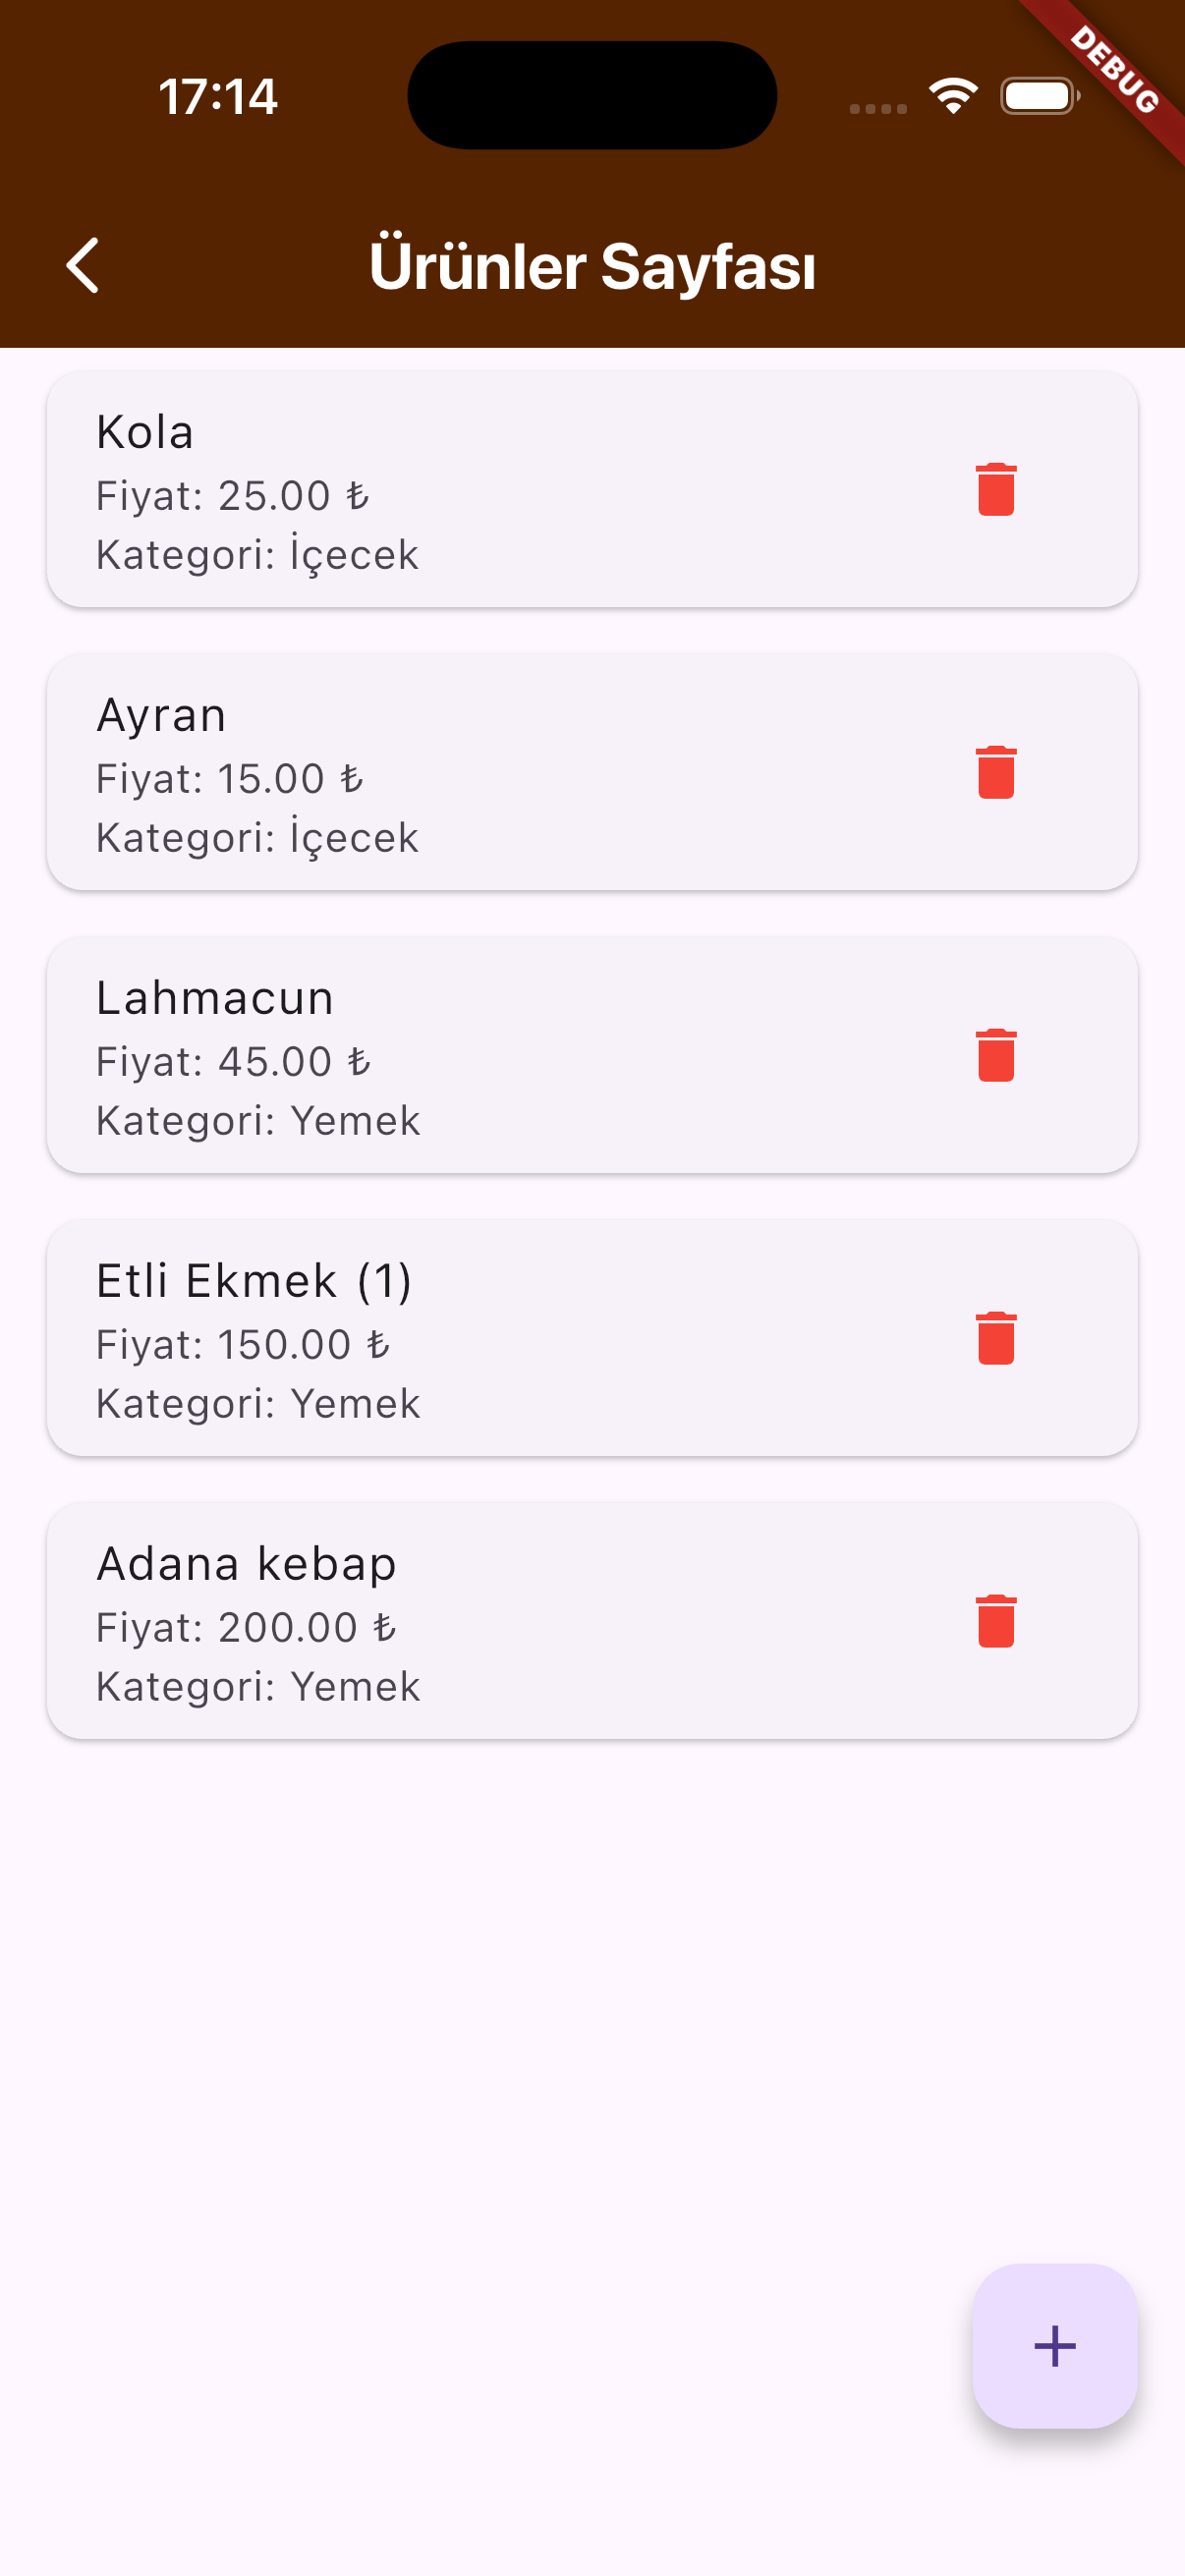 17:14
DEBUG
Ürünler Sayfası
Kola
Fiyat: 25.00 ₺
Kategori: İçecek
Ayran
Fiyat: 15.00 ₺
Kategori: İçecek
Lahmacun
Fiyat: 45.00 ₺
Kategori: Yemek
Etli Ekmek (1)
Fiyat: 150.00 ₺
Kategori: Yemek
Adana kebap
Fiyat: 200.00 ₺
Kategori: Yemek